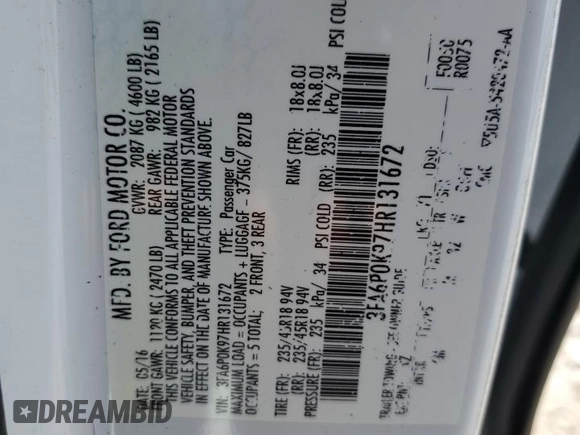 MFD. BY FORD MOTOR CO.
DATE: 05/16 GVWR: 2087 KG ( 4600 LB)
FRONT GAWR: 1120 KG ( 2470 LB) REAR GAWR: 982 KG ( 2165 LB)
THIS VEHICLE CONFORMS TO ALL APPLICABLE FEDERAL MOTOR
VEHICLE SAFETY, BUMPER, AND THEFT PREVENTION STANDARDS
IN EFFECT ON THE DATE OF MANUFACTURE SHOWN ABOVE.
VIN: 3FA6P0K97HR131672 TYPE: Passenger Car
MAXIMUM LOAD = OCCUPANTS + LUGGAGE - 375KG/ 827LB
OCCUPANTS = 5 TOTAL; 2 FRONT, 3 REAR
TIRE (FR): 235/45R18 94V RIMS (FR): 18x8.0J
(RR): 235/45R18 94V (RR): 18x8.0J
(FR): 235 kPa/ 34 PSI COLD (RR): 235 kPa/ 34 PSI COLD
3FA6P0K97HR131672
F0050
R0075
TRAILER TOWING
DREAMBID